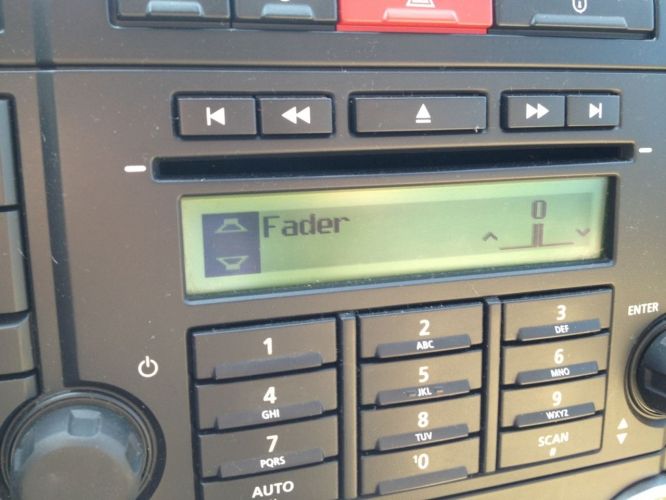 Fader
0
ENTER
1
2
ABC
3
DEF
4
GHI
5
JKL
6
MNO
7
PQRS
8
TUV
9
WXYZ
AUTO
10
SCAN
#